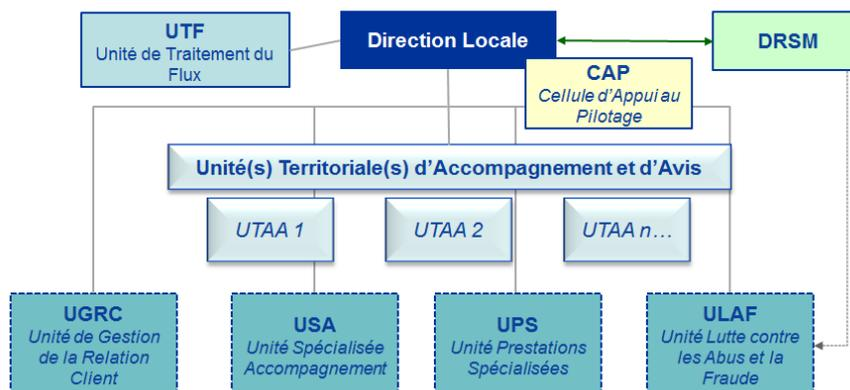 UTF
Unité de Traitement du
Flux
Direction Locale
DRSM
CAP
Cellule d'Appui au
Pilotage
Unité(s) Territoriale(s) d'Accompagnement et d'Avis
UTAA 1
UTAA 2
UTAA n…
UGRC
Unité de Gestion
de la Relation
Client
USA
Unité Spécialisée
Accompagnement
UPS
Unité Prestations
Spécialisées
ULAF
Unité Lutte contre
les Abus et la
Fraude